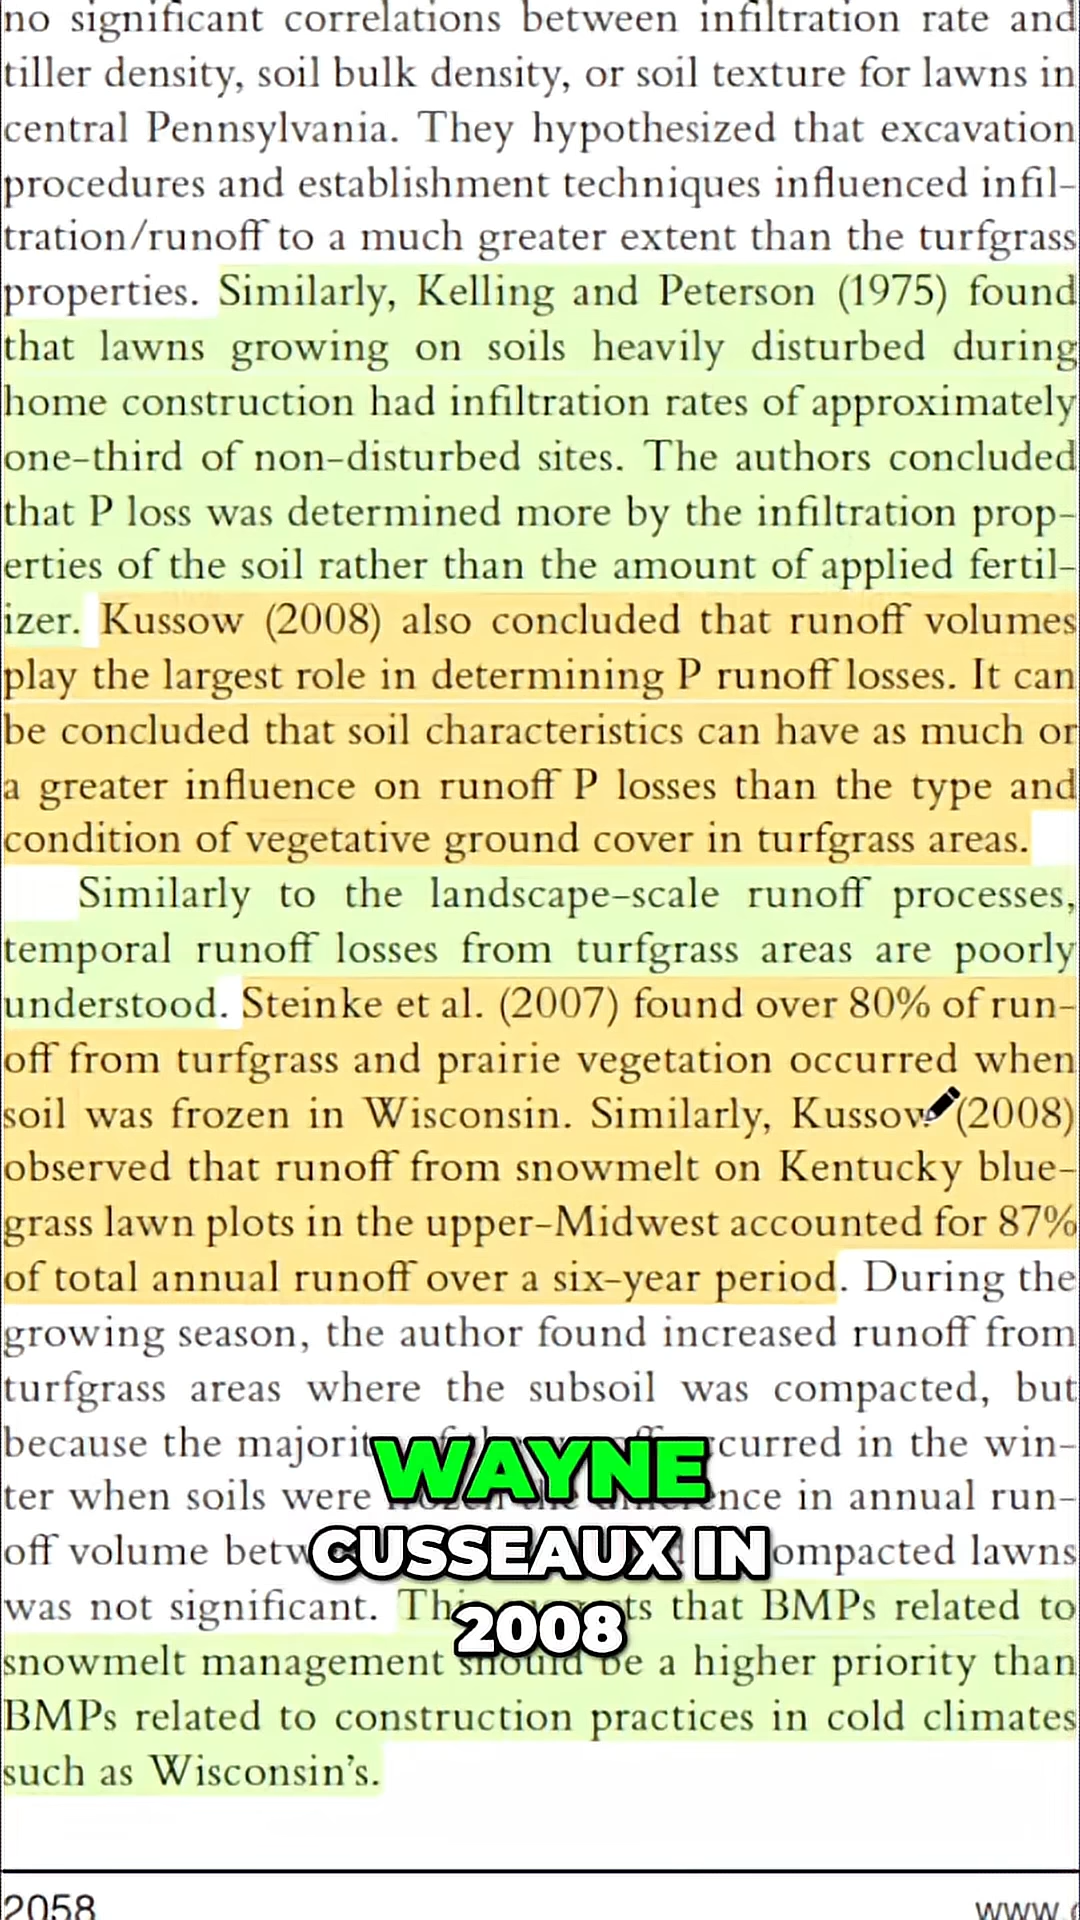 no significant correlations between infiltration rate and
tiller density, soil bulk density, or soil texture for lawns in
central Pennsylvania. They hypothesized that excavation
procedures and establishment techniques influenced infil-
tration/runoff to a much greater extent than the turfgrass
properties. Similarly, Kelling and Peterson (1975) found
that lawns growing on soils heavily disturbed during
home construction had infiltration rates of approximately
one-third of non-disturbed sites. The authors concluded
that P loss was determined more by the infiltration prop-
erties of the soil rather than the amount of applied fertil-
izer. Kussow (2008) also concluded that runoff volumes
play the largest role in determining P runoff losses. It can
be concluded that soil characteristics can have as much or
a greater influence on runoff P losses than the type and
condition of vegetative ground cover in turfgrass areas.
Similarly to the landscape-scale runoff processes,
temporal runoff losses from turfgrass areas are poorly
understood. Steinke et al. (2007) found over 80% of run-
off from turfgrass and prairie vegetation occurred when
soil was frozen in Wisconsin. Similarly, Kussow (2008)
observed that runoff from snowmelt on Kentucky blue-
grass lawn plots in the upper-Midwest accounted for 87%
of total annual runoff over a six-year period. During the
growing season, the author found increased runoff from
turfgrass areas where the subsoil was compacted, but
because the majority in the win-
ter when soils were in annual run-
off volume lawns
was not significant. that BMPs related to
snowmelt management should be a higher priority than
BMPs related to construction practices in cold climates
such as Wisconsin's.
WAYNE
CUSSEAUX IN
2008
2058
www.